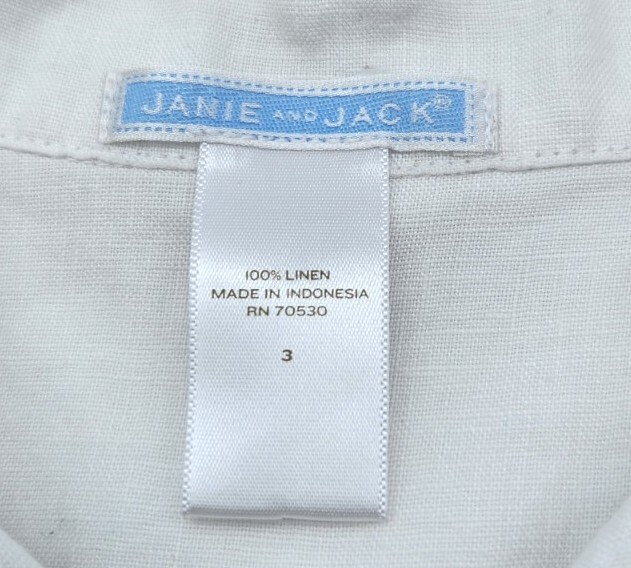 JANIE AND JACK®
100% LINEN
MADE IN INDONESIA
RN 70530
3